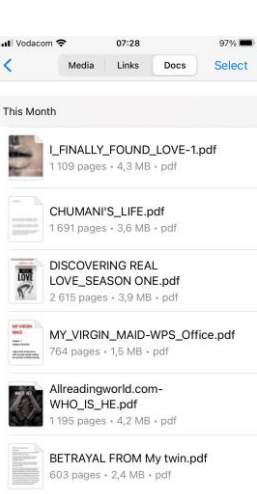 Vodacom 07:28 97%
Media Links Docs Select
This Month
I_FINALLY_FOUND_LOVE-1.pdf
1 109 pages • 4,3 MB • pdf
CHUMANI'S_LIFE.pdf
1 691 pages • 3,6 MB • pdf
DISCOVERING REAL
LOVE_SEASON ONE.pdf
2 615 pages • 3,9 MB • pdf
MY_VIRGIN_MAID-WPS_Office.pdf
764 pages • 1,5 MB • pdf
Allreadingworld.com-
WHO_IS_HE.pdf
1 195 pages • 4,2 MB • pdf
BETRAYAL FROM My twin.pdf
603 pages • 2,4 MB • pdf